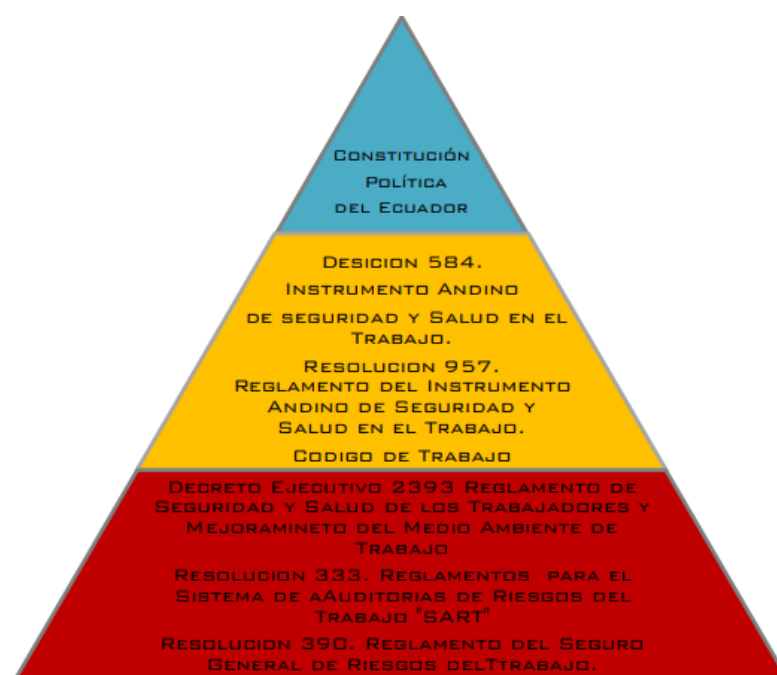 Constitución
Política
del Ecuador
Desicion 584.
Instrumento Andino
de seguridad y Salud en el
Trabajo.
Resolucion 957.
Reglamento del Instrumento
Andino de Seguridad y
Salud en el Trabajo.
Codigo de Trabajo
Decreto Ejecutivo 2393 Reglamento de
Seguridad y Salud de los Trabajadores y
Mejoramineto del Medio Ambiente de
Trabajo
Resolucion 333. Reglamentos para el
Sistema de aAuditorias de Riesgos del
Trabajo "SART"
Resolucion 390. Reglamento del Seguro
General de Riesgos delTtrabajo.